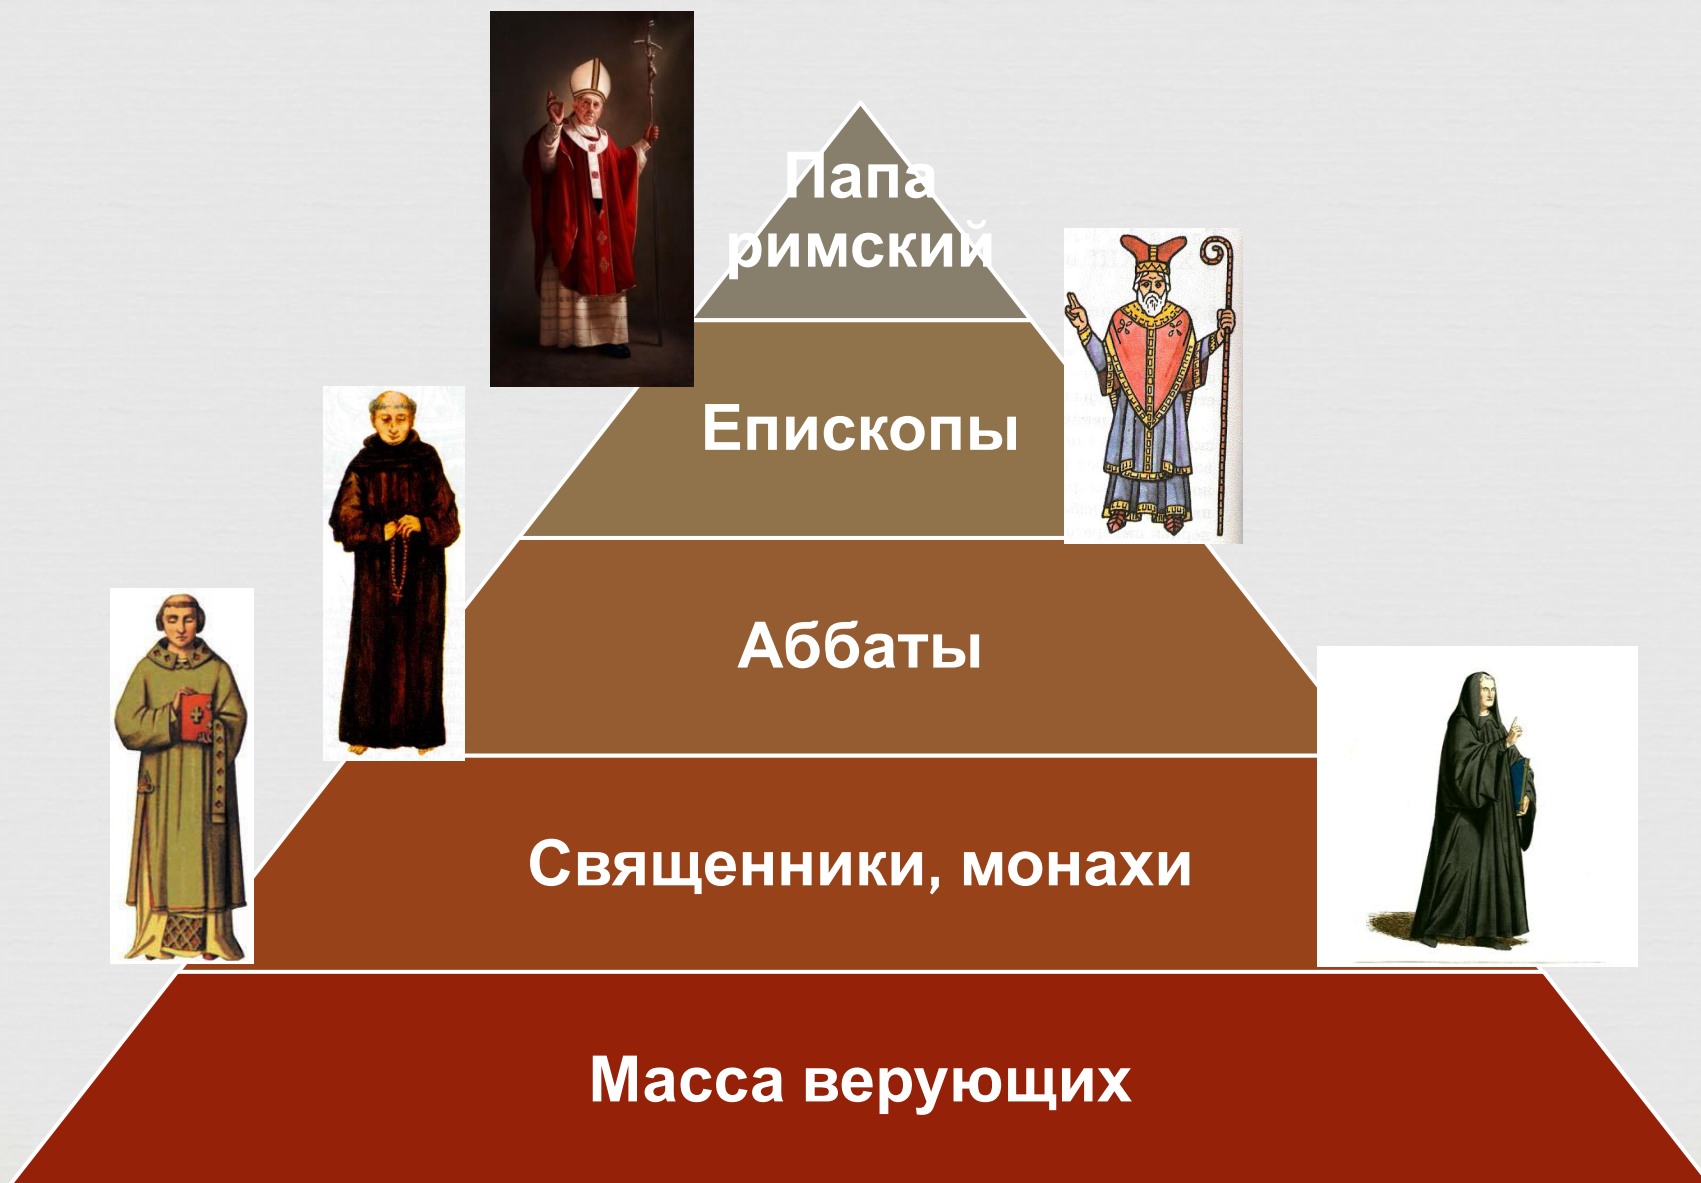 Папа
римский
Епископы
Аббаты
Священники, монахи
Масса верующих